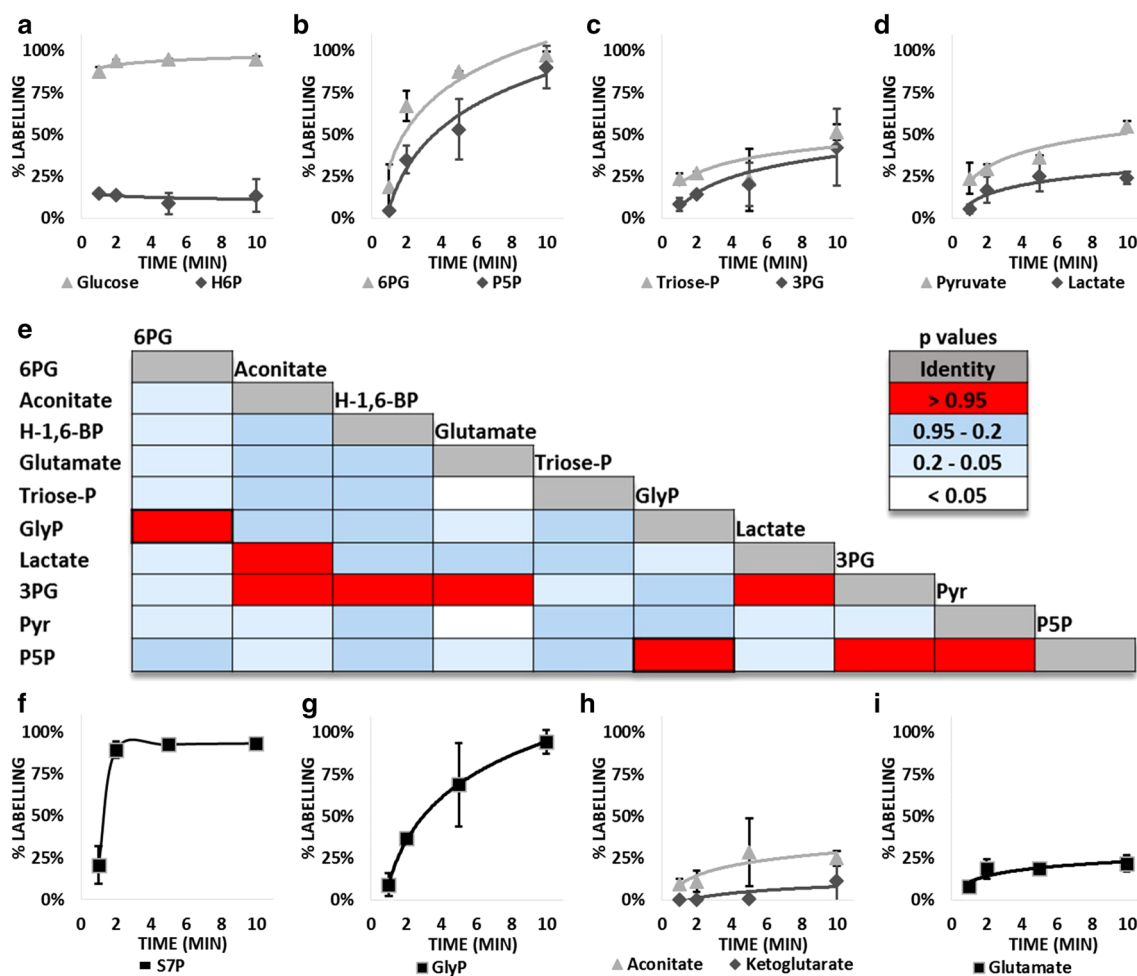 a b c d
100% 100% 100% 100%
75% 75% 75% 75%
50% 50% 50% 50%
25% 25% 25% 25%
0% 0% 0% 0%
% LABELLING % LABELLING % LABELLING % LABELLING
0 2 4 6 8 10 0 2 4 6 8 10 0 2 4 6 8 10 0 2 4 6 8 10
TIME (MIN) TIME (MIN) TIME (MIN) TIME (MIN)
Glucose H6P 6PG P5P Triose-P 3PG Pyruvate Lactate
e
6PG p values
6PG Aconitate Identity
Aconitate H-1,6-BP > 0.95
H-1,6-BP Glutamate 0.95 - 0.2
Glutamate Triose-P 0.2 - 0.05
Triose-P GlyP < 0.05
GlyP Lactate
Lactate 3PG
3PG Pyr
Pyr P5P
P5P
f g h i
100% 100% 100% 100%
75% 75% 75% 75%
50% 50% 50% 50%
25% 25% 25% 25%
0% 0% 0% 0%
% LABELLING % LABELLING % LABELLING % LABELLING
0 2 4 6 8 10 0 2 4 6 8 10 0 2 4 6 8 10 0 2 4 6 8 10
TIME (MIN) TIME (MIN) TIME (MIN) TIME (MIN)
S7P GlyP Aconitate Ketoglutarate Glutamate